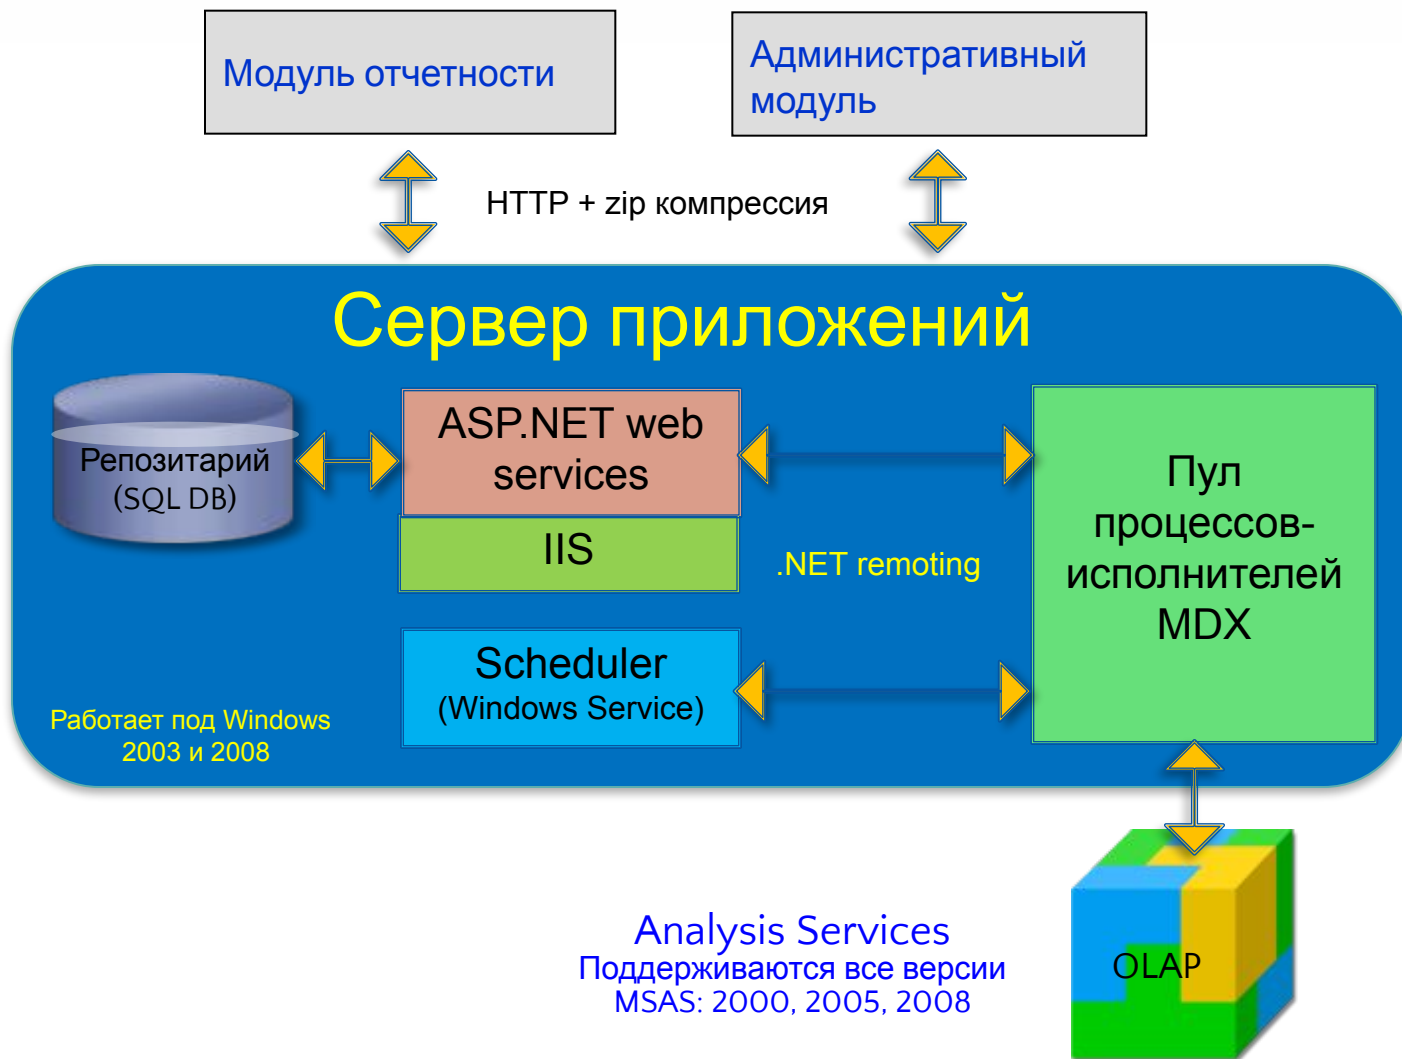 Модуль отчетности
Административный
модуль
HTTP + zip компрессия
Сервер приложений
Репозитарий
(SQL DB)
ASP.NET web
services
IIS
.NET remoting
Пул
процессов-
исполнителей
MDX
Scheduler
(Windows Service)
Работает под Windows
2003 и 2008
Analysis Services
Поддерживаются все версии
MSAS: 2000, 2005, 2008
OLAP